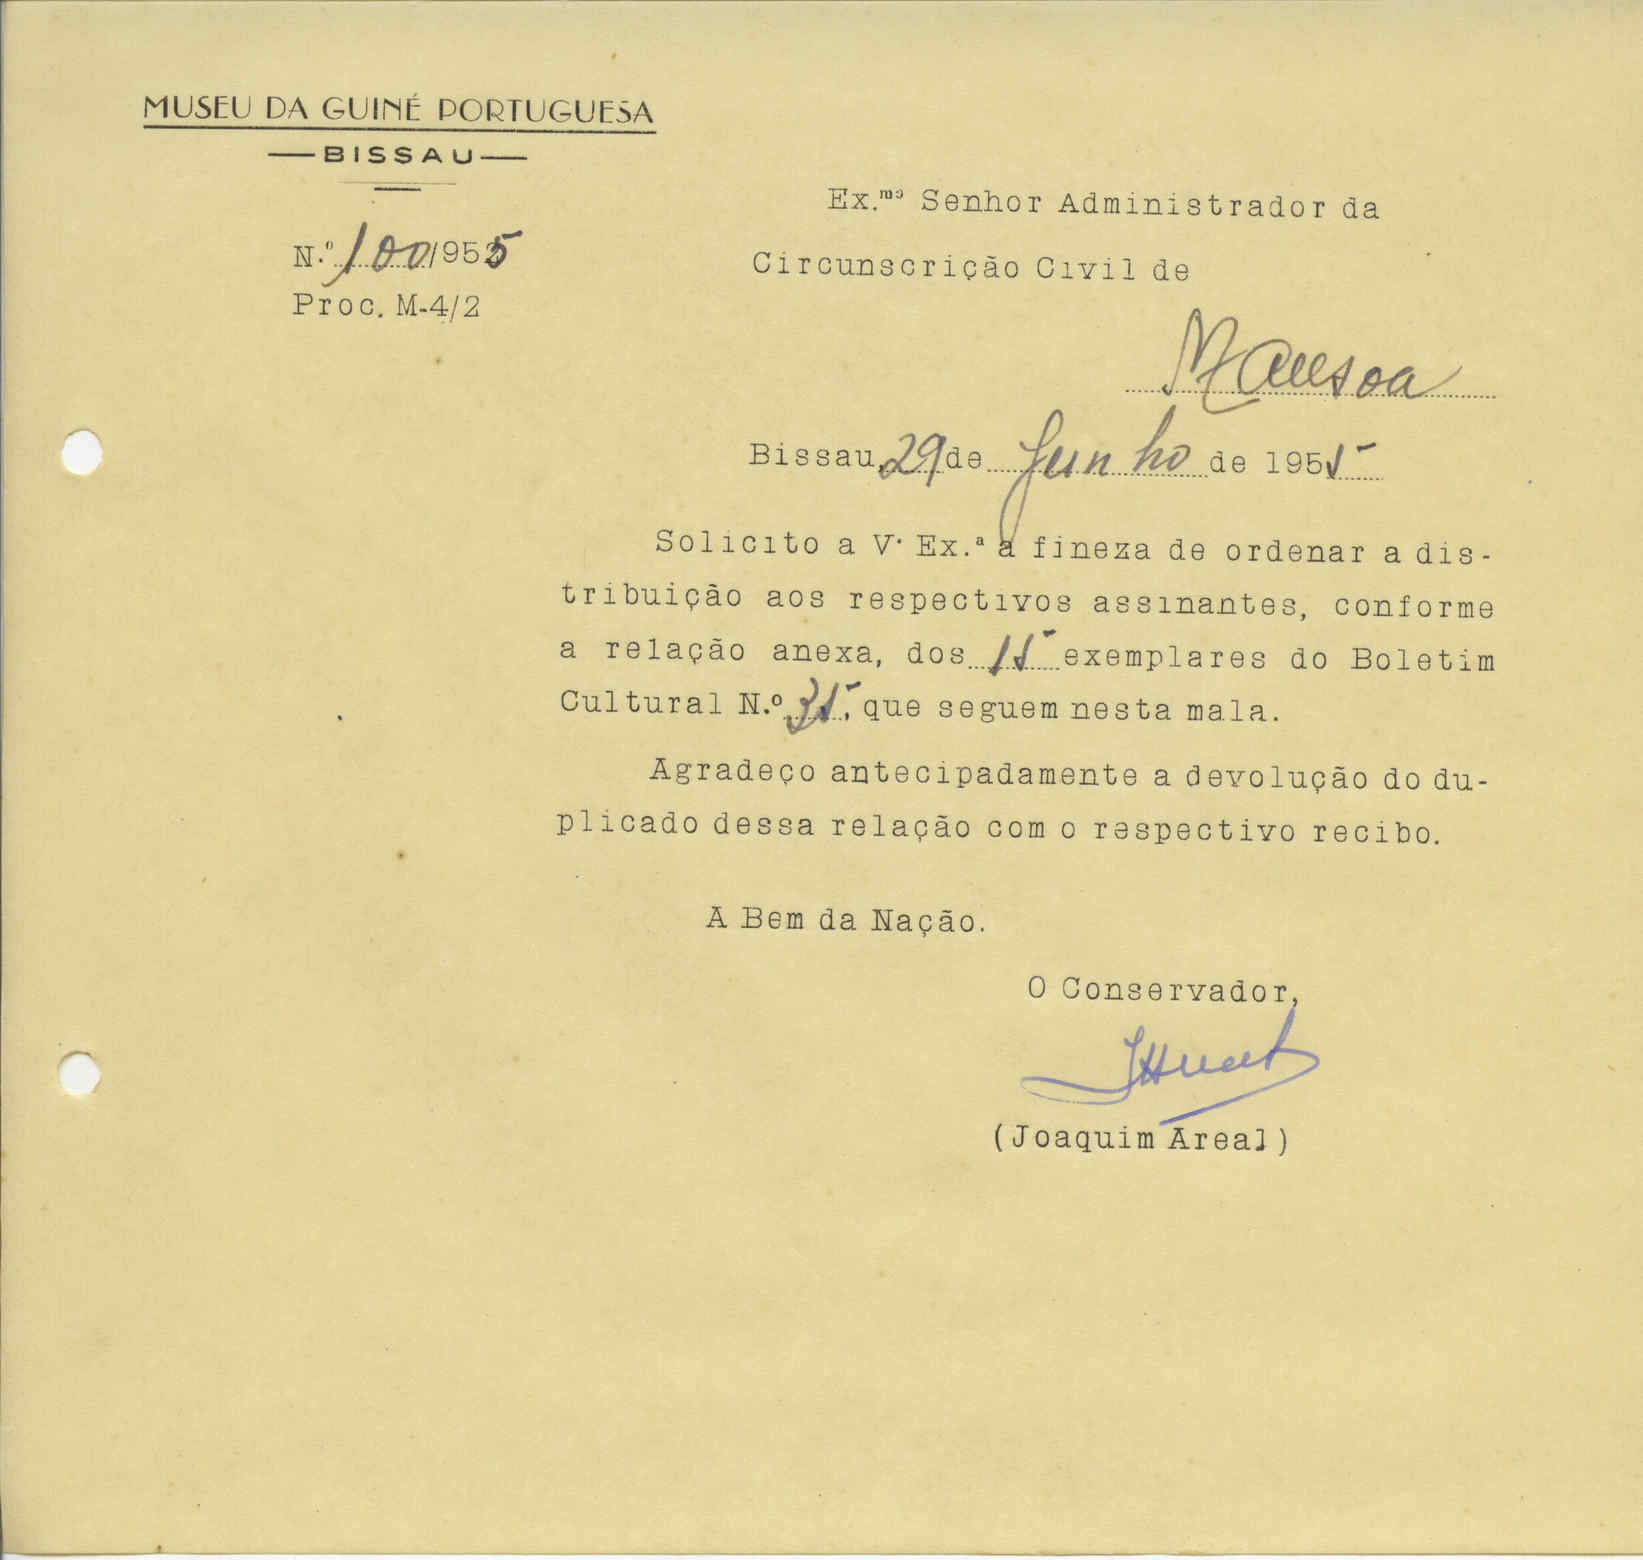 MUSEU DA GUINÉ PORTUGUESA
BISSAU
N.º 100/955
Proc. M-4/2
Ex.mo Senhor Administrador da
Circunscrição Civil de
Mansoa
Bissau, 29 de Junho de 1955
Solicito a V. Ex.ª a fineza de ordenar a dis-
tribuição aos respectivos assinantes, conforme
a relação anexa, dos 15 exemplares do Boletim
Cultural N.º 35, que seguem nesta mala.
Agradeço antecipadamente a devolução do du-
plicado dessa relação com o respectivo recibo.
A Bem da Nação.
O Conservador,
(Joaquim Areal)